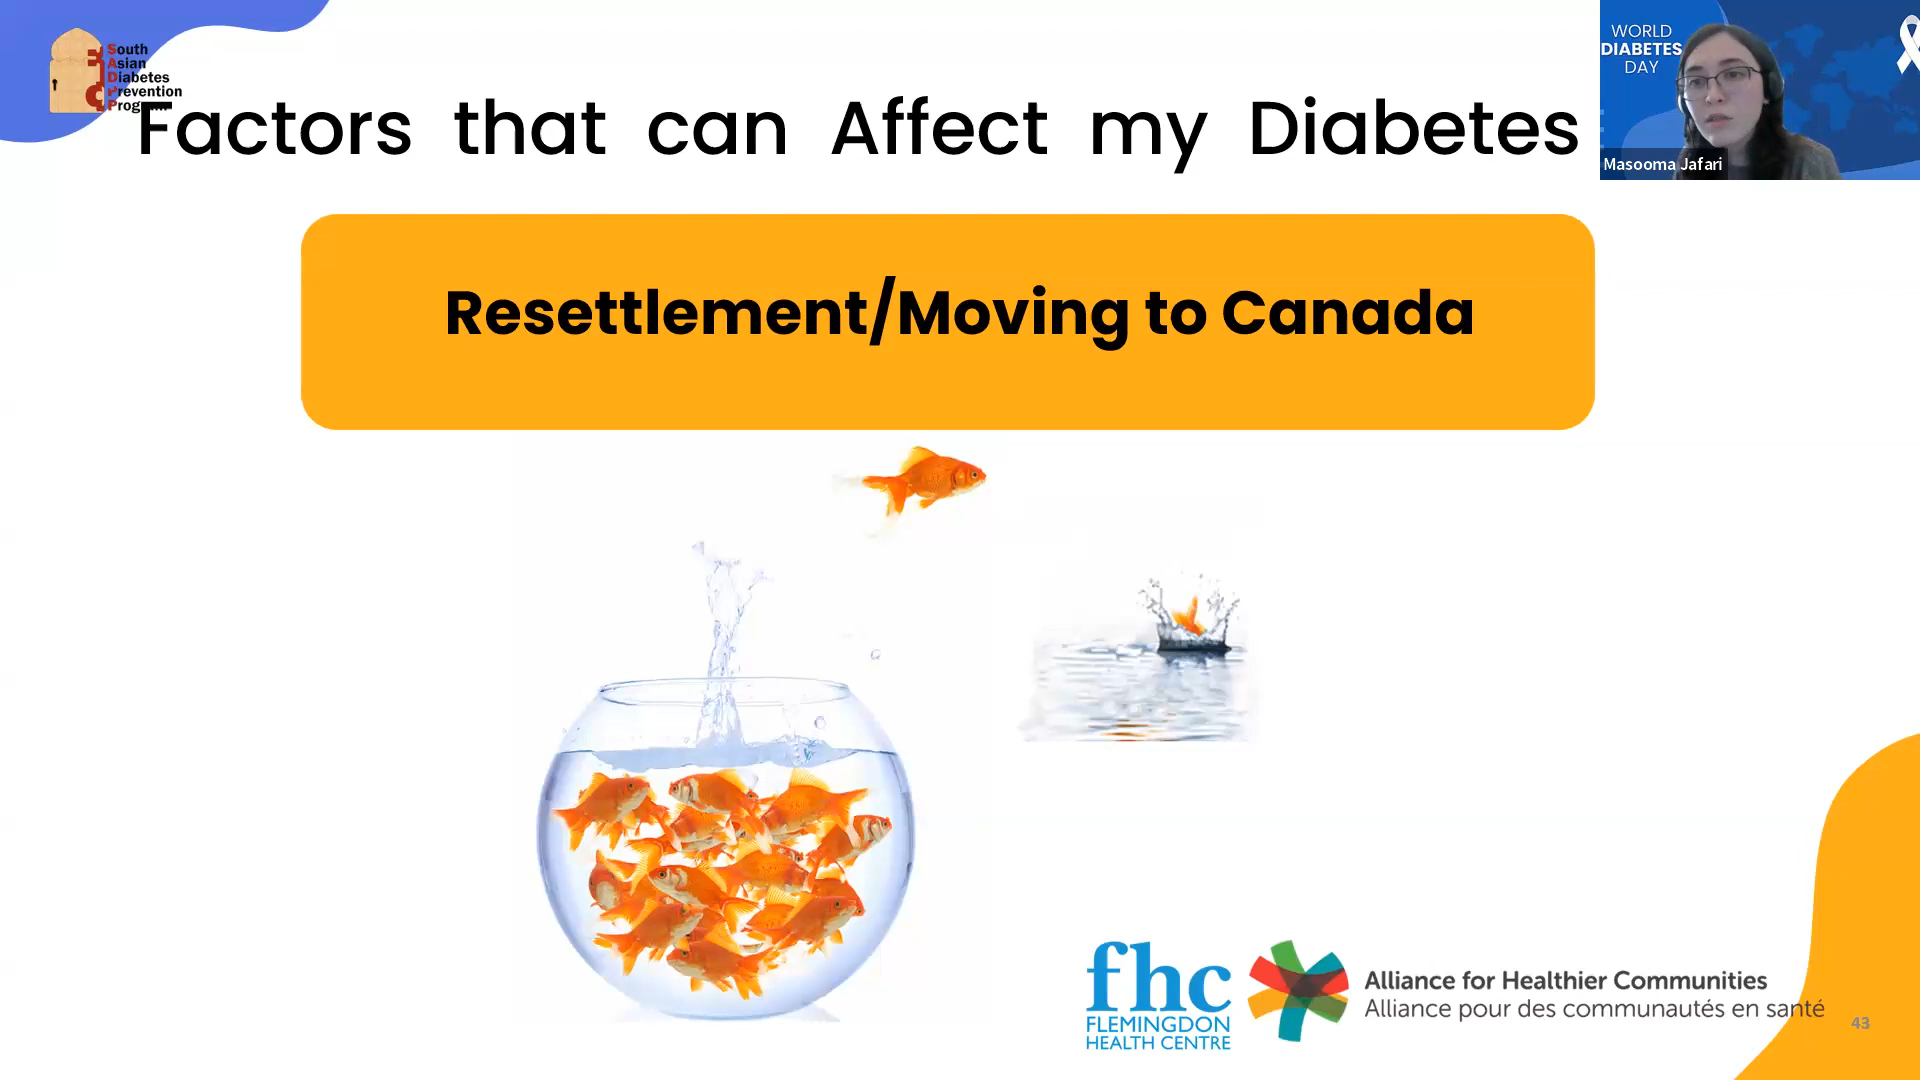 South
Asian
Diabetes
Prevention
Program
Factors that can Affect my Diabetes
WORLD
DIABETES
DAY
Masooma Jafari
Resettlement/Moving to Canada
fhc
FLEMINGDON
HEALTH CENTRE
Alliance for Healthier Communities
Alliance pour des communautés en santé
43